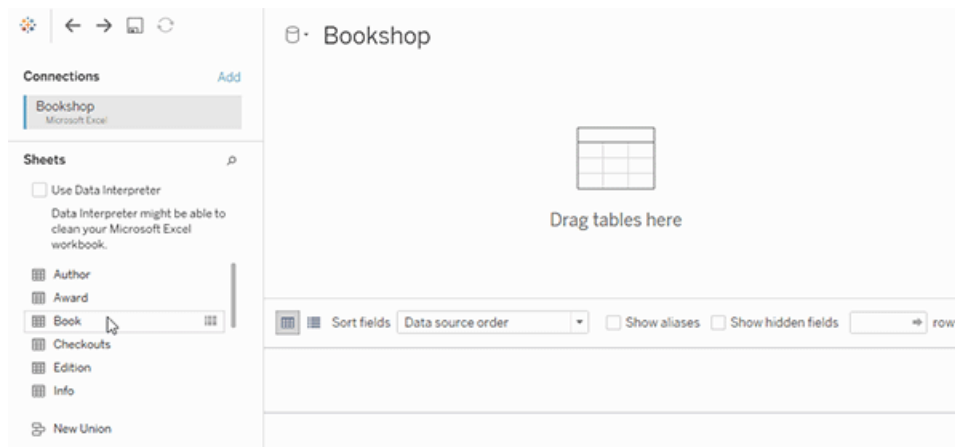 Bookshop
Connections
Add
Bookshop
Microsoft Excel
Sheets
Use Data Interpreter
Data Interpreter might be able to
clean your Microsoft Excel
workbook.
Author
Award
Book
Checkouts
Edition
Info
New Union
Drag tables here
Sort fields Data source order Show aliases Show hidden fields row